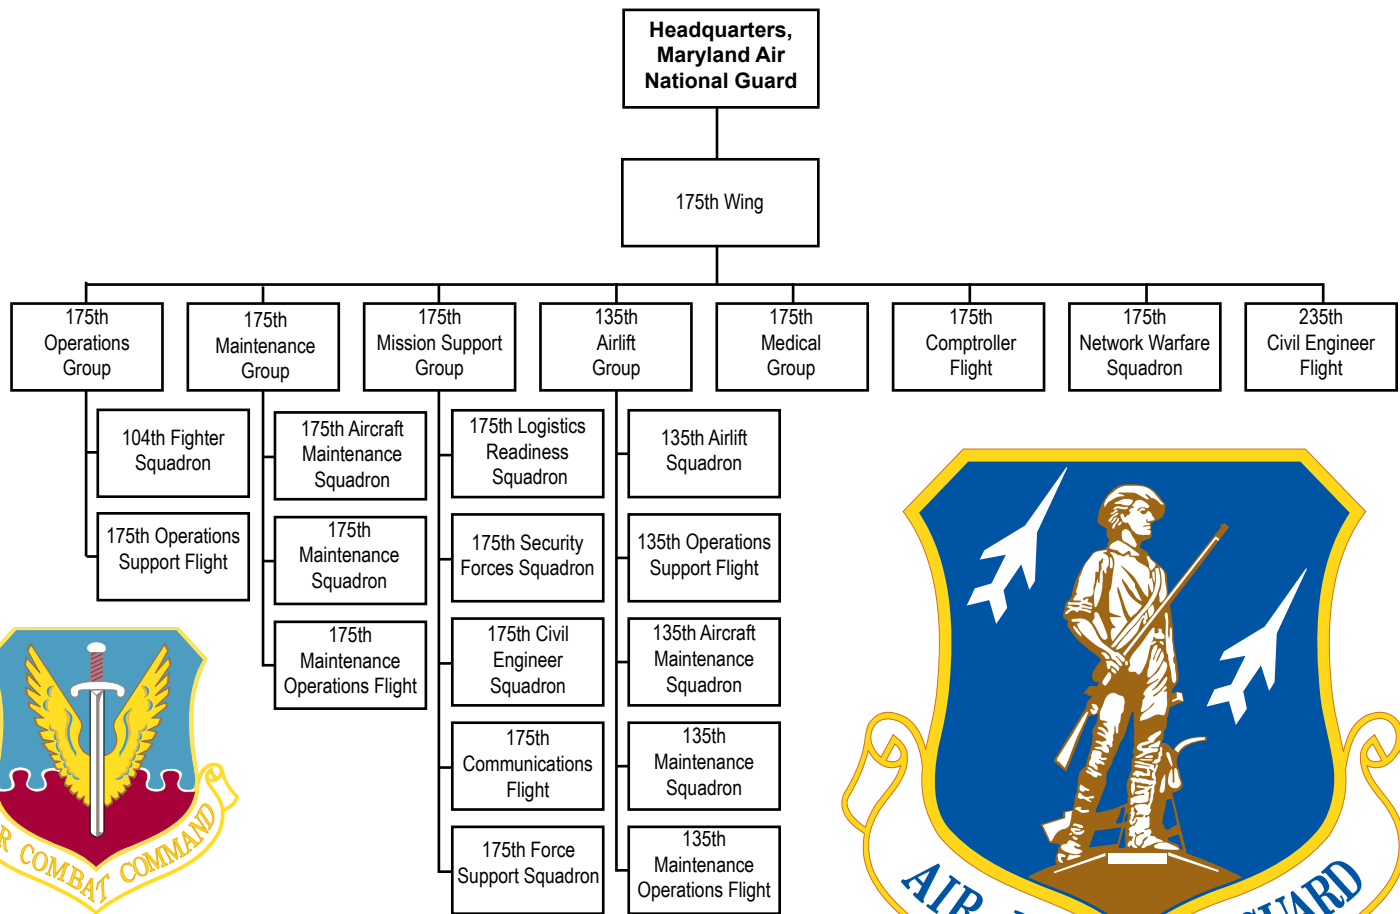 Headquarters,
Maryland Air
National Guard
175th Wing
175th
Operations
Group
175th
Maintenance
Group
175th
Mission Support
Group
135th
Airlift
Group
175th
Medical
Group
175th
Comptroller
Flight
175th
Network Warfare
Squadron
235th
Civil Engineer
Flight
104th Fighter
Squadron
175th Operations
Support Flight
175th Aircraft
Maintenance
Squadron
175th
Maintenance
Squadron
175th
Maintenance
Operations Flight
175th Logistics
Readiness
Squadron
175th Security
Forces Squadron
175th Civil
Engineer
Squadron
175th
Communications
Flight
175th Force
Support Squadron
135th Airlift
Squadron
135th Operations
Support Flight
135th Aircraft
Maintenance
Squadron
135th
Maintenance
Squadron
135th
Maintenance
Operations Flight
R COMBAT COMMAND
AIR GUARD